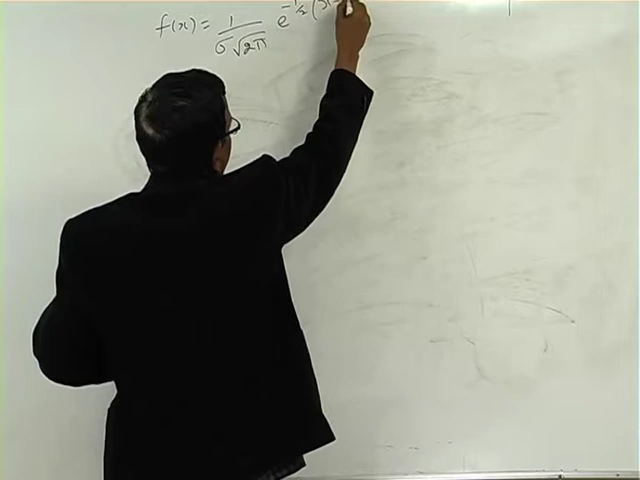 f(x) = 1/σ√2π e^-1/2(x